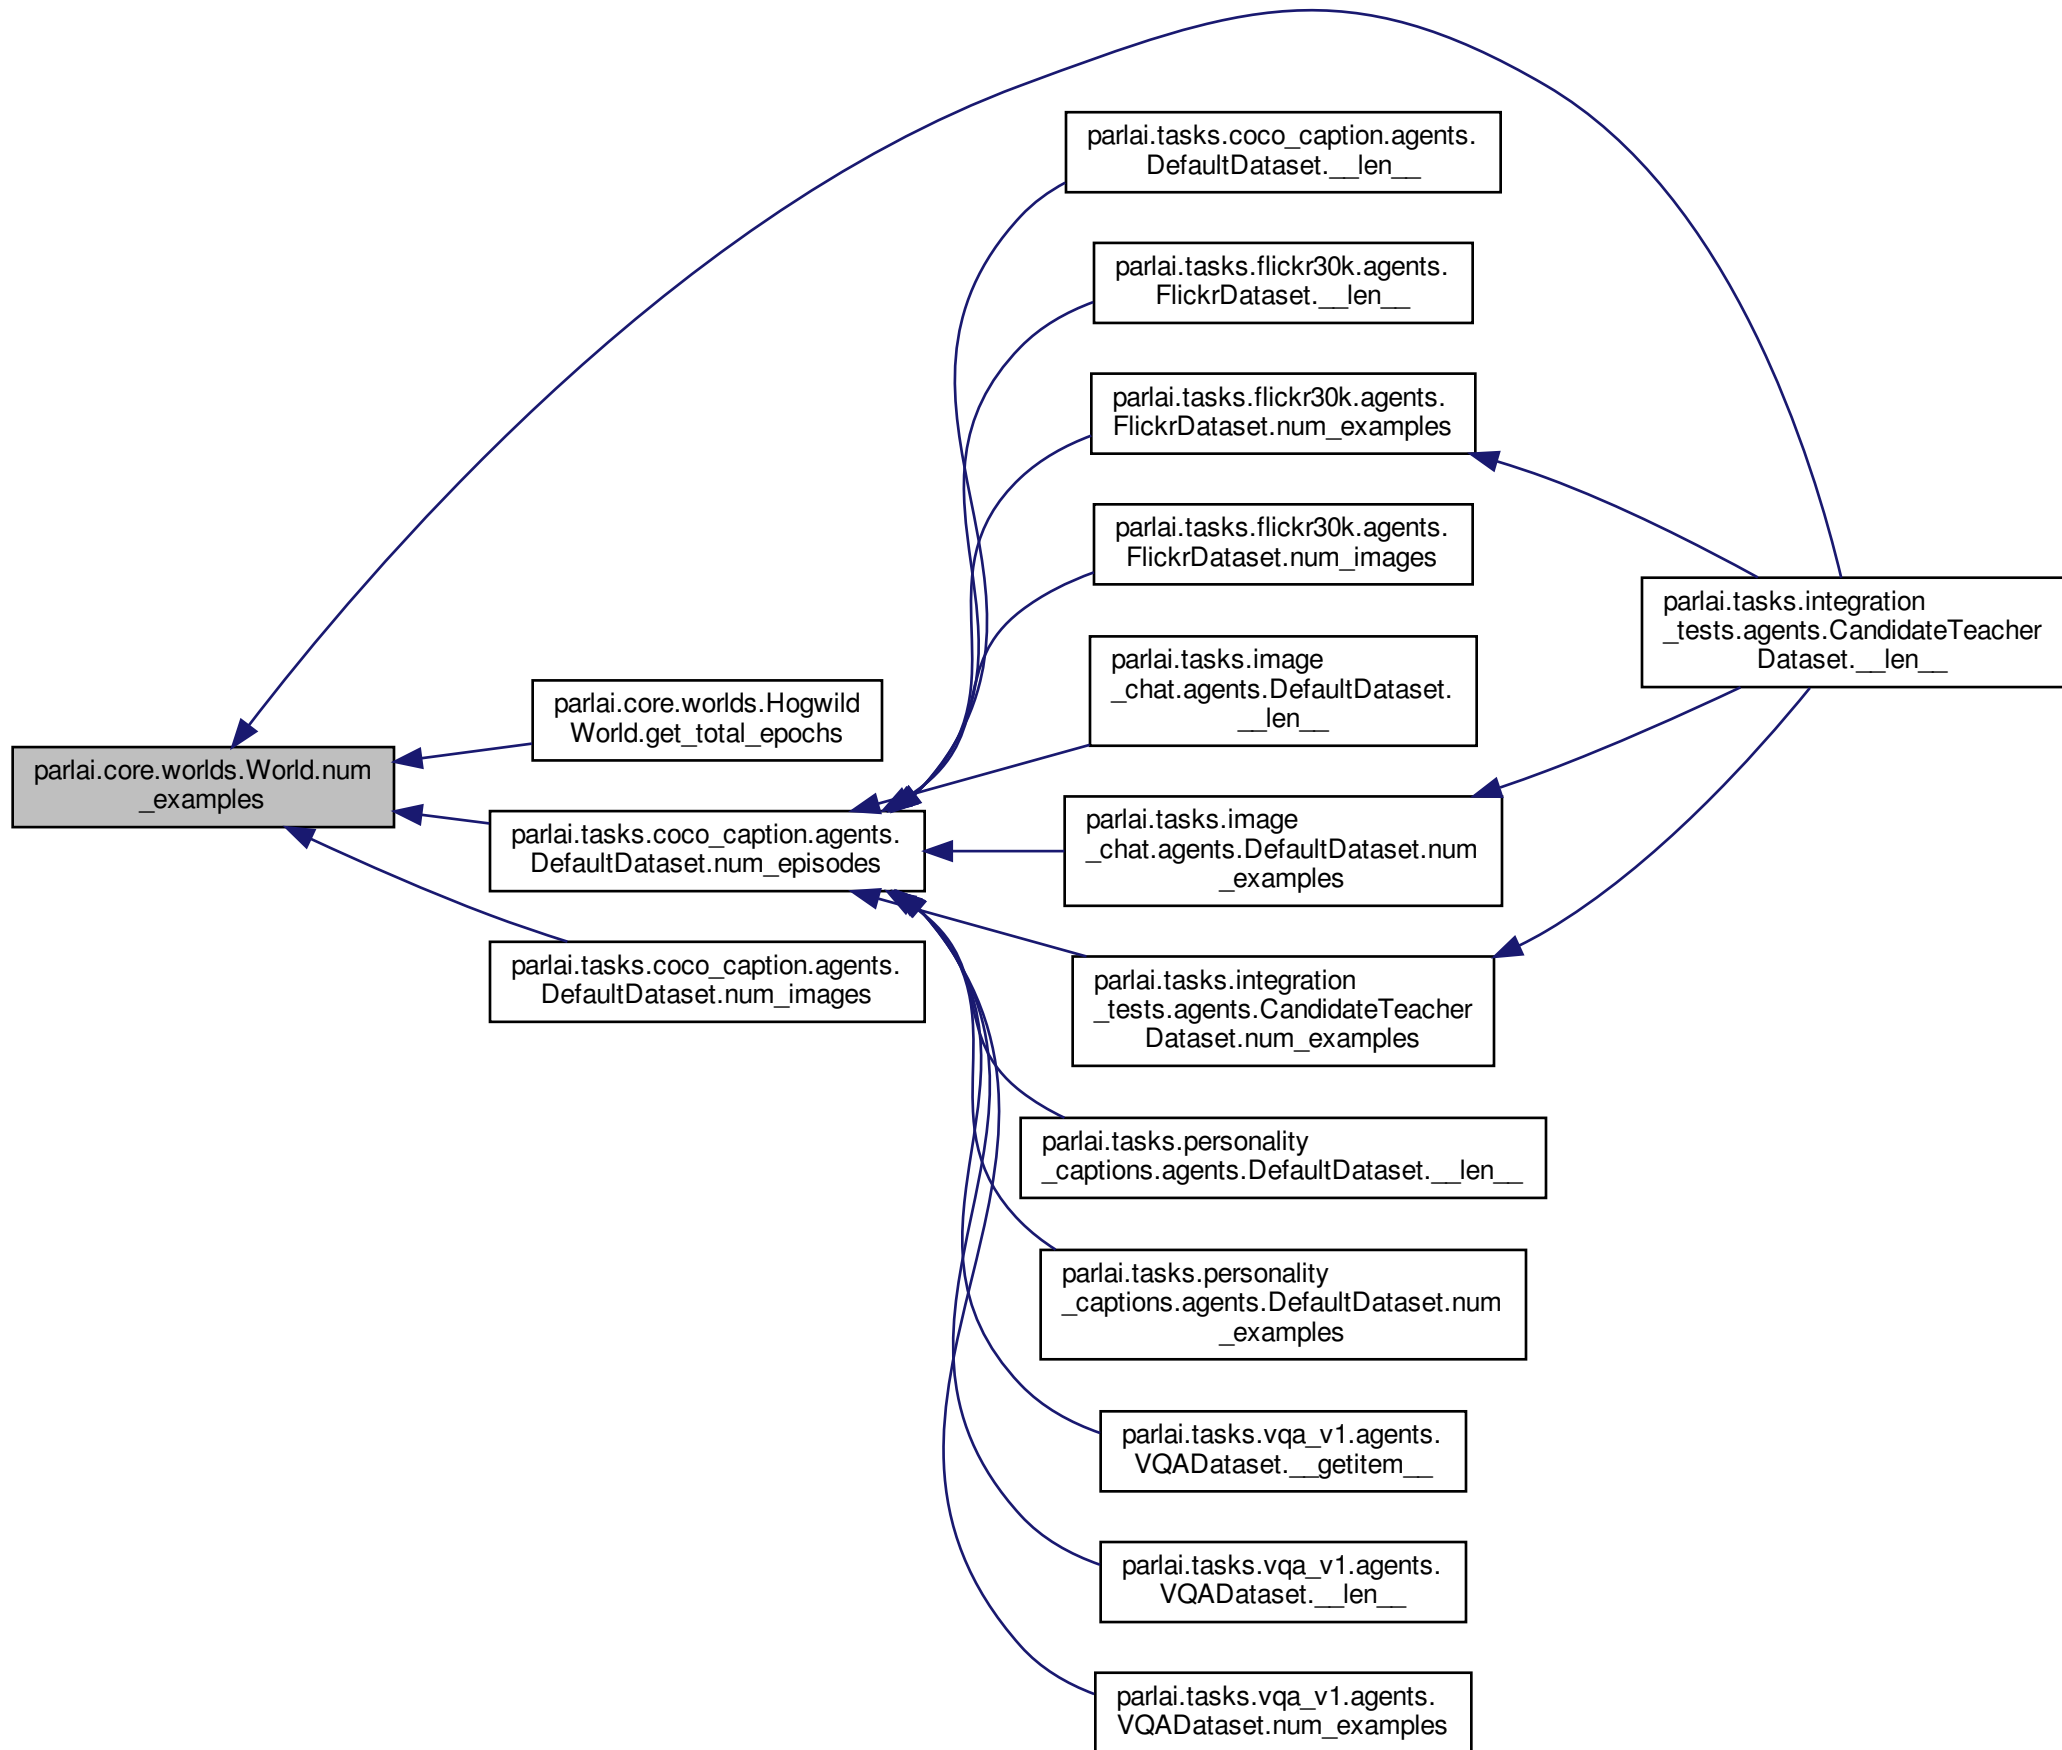 parlai.core.worlds.World.num
_examples
parlai.core.worlds.Hogwild
World.get_total_epochs
parlai.tasks.coco_caption.agents.
DefaultDataset.num_episodes
parlai.tasks.coco_caption.agents.
DefaultDataset.num_images
parlai.tasks.coco_caption.agents.
DefaultDataset.__len__
parlai.tasks.flickr30k.agents.
FlickrDataset.__len__
parlai.tasks.flickr30k.agents.
FlickrDataset.num_examples
parlai.tasks.flickr30k.agents.
FlickrDataset.num_images
parlai.tasks.image
_chat.agents.DefaultDataset.
__len__
parlai.tasks.image
_chat.agents.DefaultDataset.num
_examples
parlai.tasks.integration
_tests.agents.CandidateTeacher
Dataset.num_examples
parlai.tasks.personality
_captions.agents.DefaultDataset.__len__
parlai.tasks.personality
_captions.agents.DefaultDataset.num
_examples
parlai.tasks.vqa_v1.agents.
VQADataset.__getitem__
parlai.tasks.vqa_v1.agents.
VQADataset.__len__
parlai.tasks.vqa_v1.agents.
VQADataset.num_examples
parlai.tasks.integration
_tests.agents.CandidateTeacher
Dataset.__len__